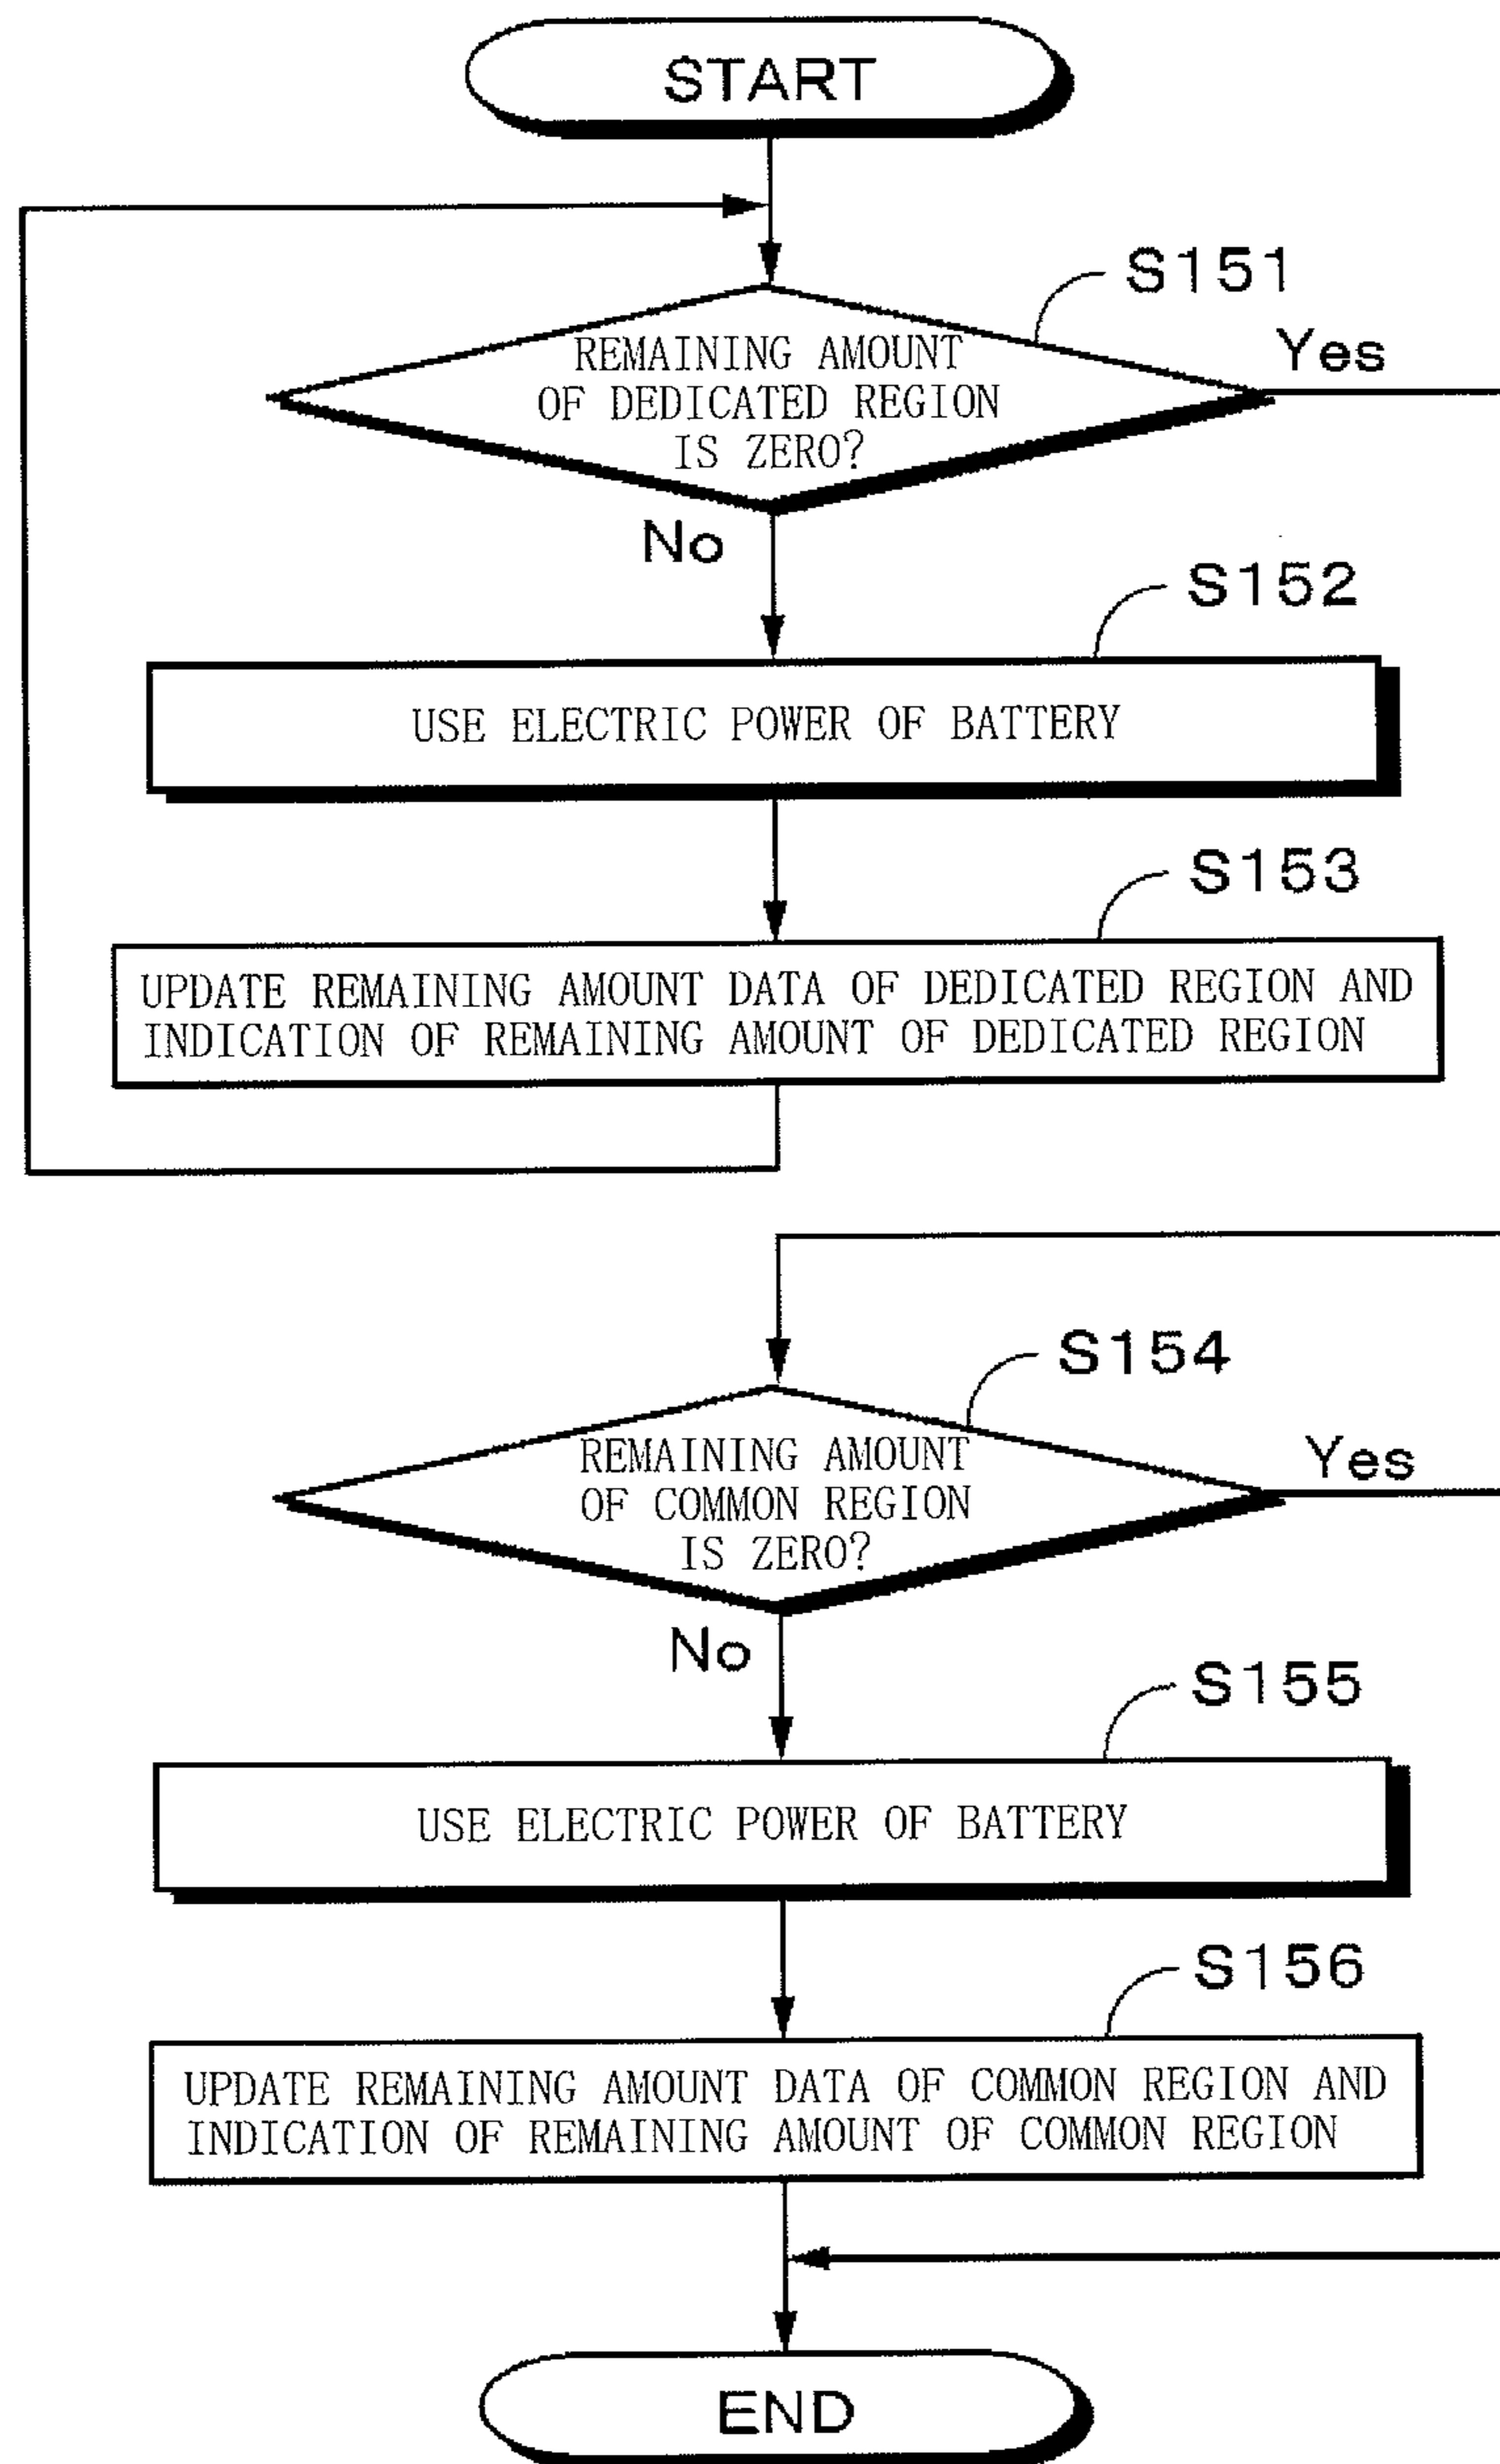 START
S151
REMAINING AMOUNT
OF DEDICATED REGION
IS ZERO?
Yes
No
S152
USE ELECTRIC POWER OF BATTERY
S153
UPDATE REMAINING AMOUNT DATA OF DEDICATED REGION AND
INDICATION OF REMAINING AMOUNT OF DEDICATED REGION
S154
REMAINING AMOUNT
OF COMMON REGION
IS ZERO?
Yes
No
S155
USE ELECTRIC POWER OF BATTERY
S156
UPDATE REMAINING AMOUNT DATA OF COMMON REGION AND
INDICATION OF REMAINING AMOUNT OF COMMON REGION
END